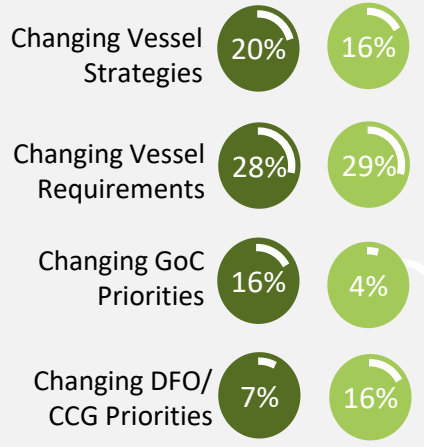 Changing Vessel
Strategies
20%
16%
Changing Vessel
Requirements
28%
29%
Changing GoC
Priorities
16%
4%
Changing DFO/
CCG Priorities
7%
16%